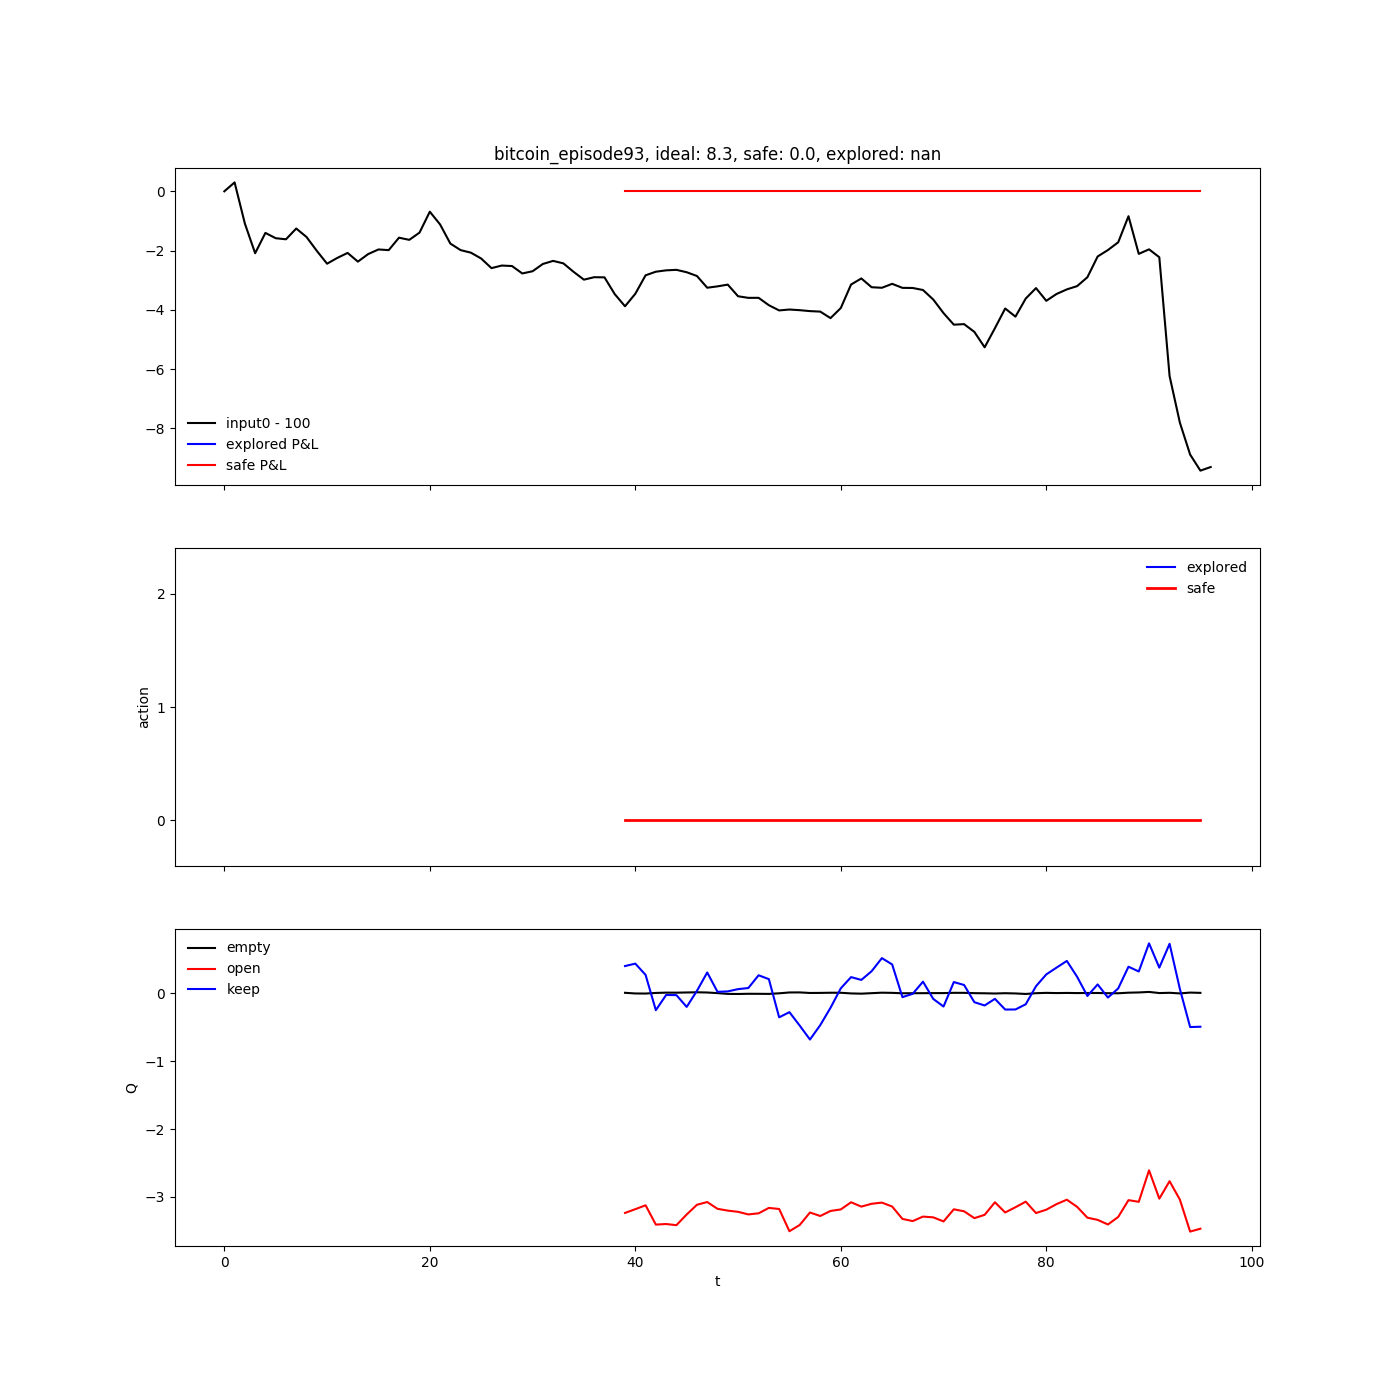 bitcoin_episode93, ideal: 8.3, safe: 0.0, explored: nan
0
−2
−4
−6
−8
input0 - 100
explored P&L
safe P&L
2
1
0
action
explored
safe
0
−1
−2
−3
Q
empty
open
keep
0 20 40 60 80 100
t